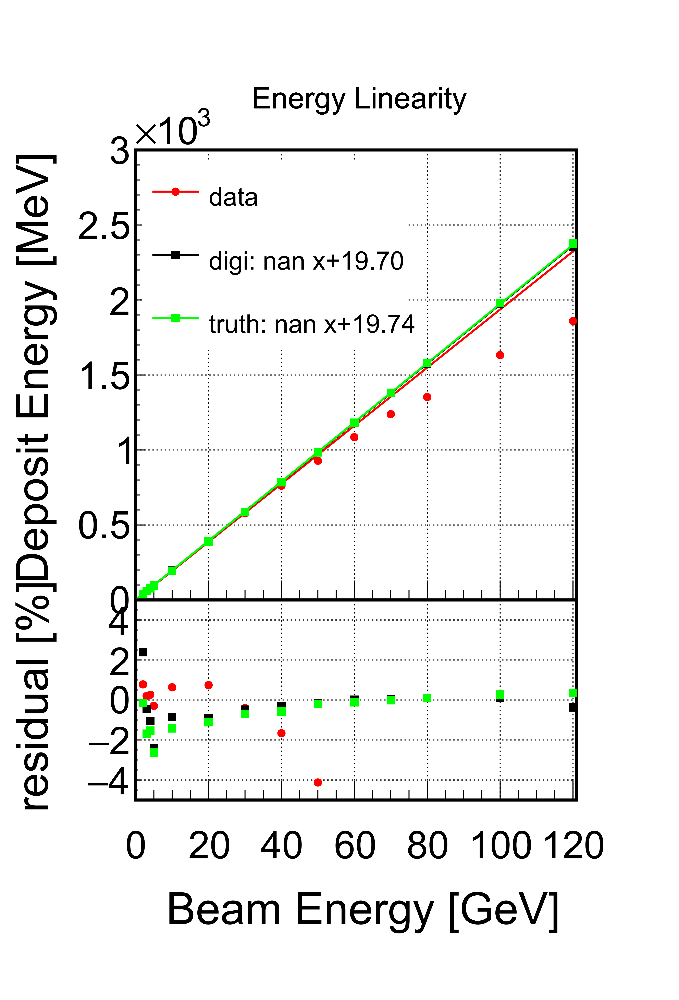 Energy Linearity
×10³
3
2.5
2
1.5
1
0.5
0
Deposit Energy [MeV]
data
digi: nan x+19.70
truth: nan x+19.74
4
2
0
−2
−4
residual [%]
0 20 40 60 80 100 120
Beam Energy [GeV]